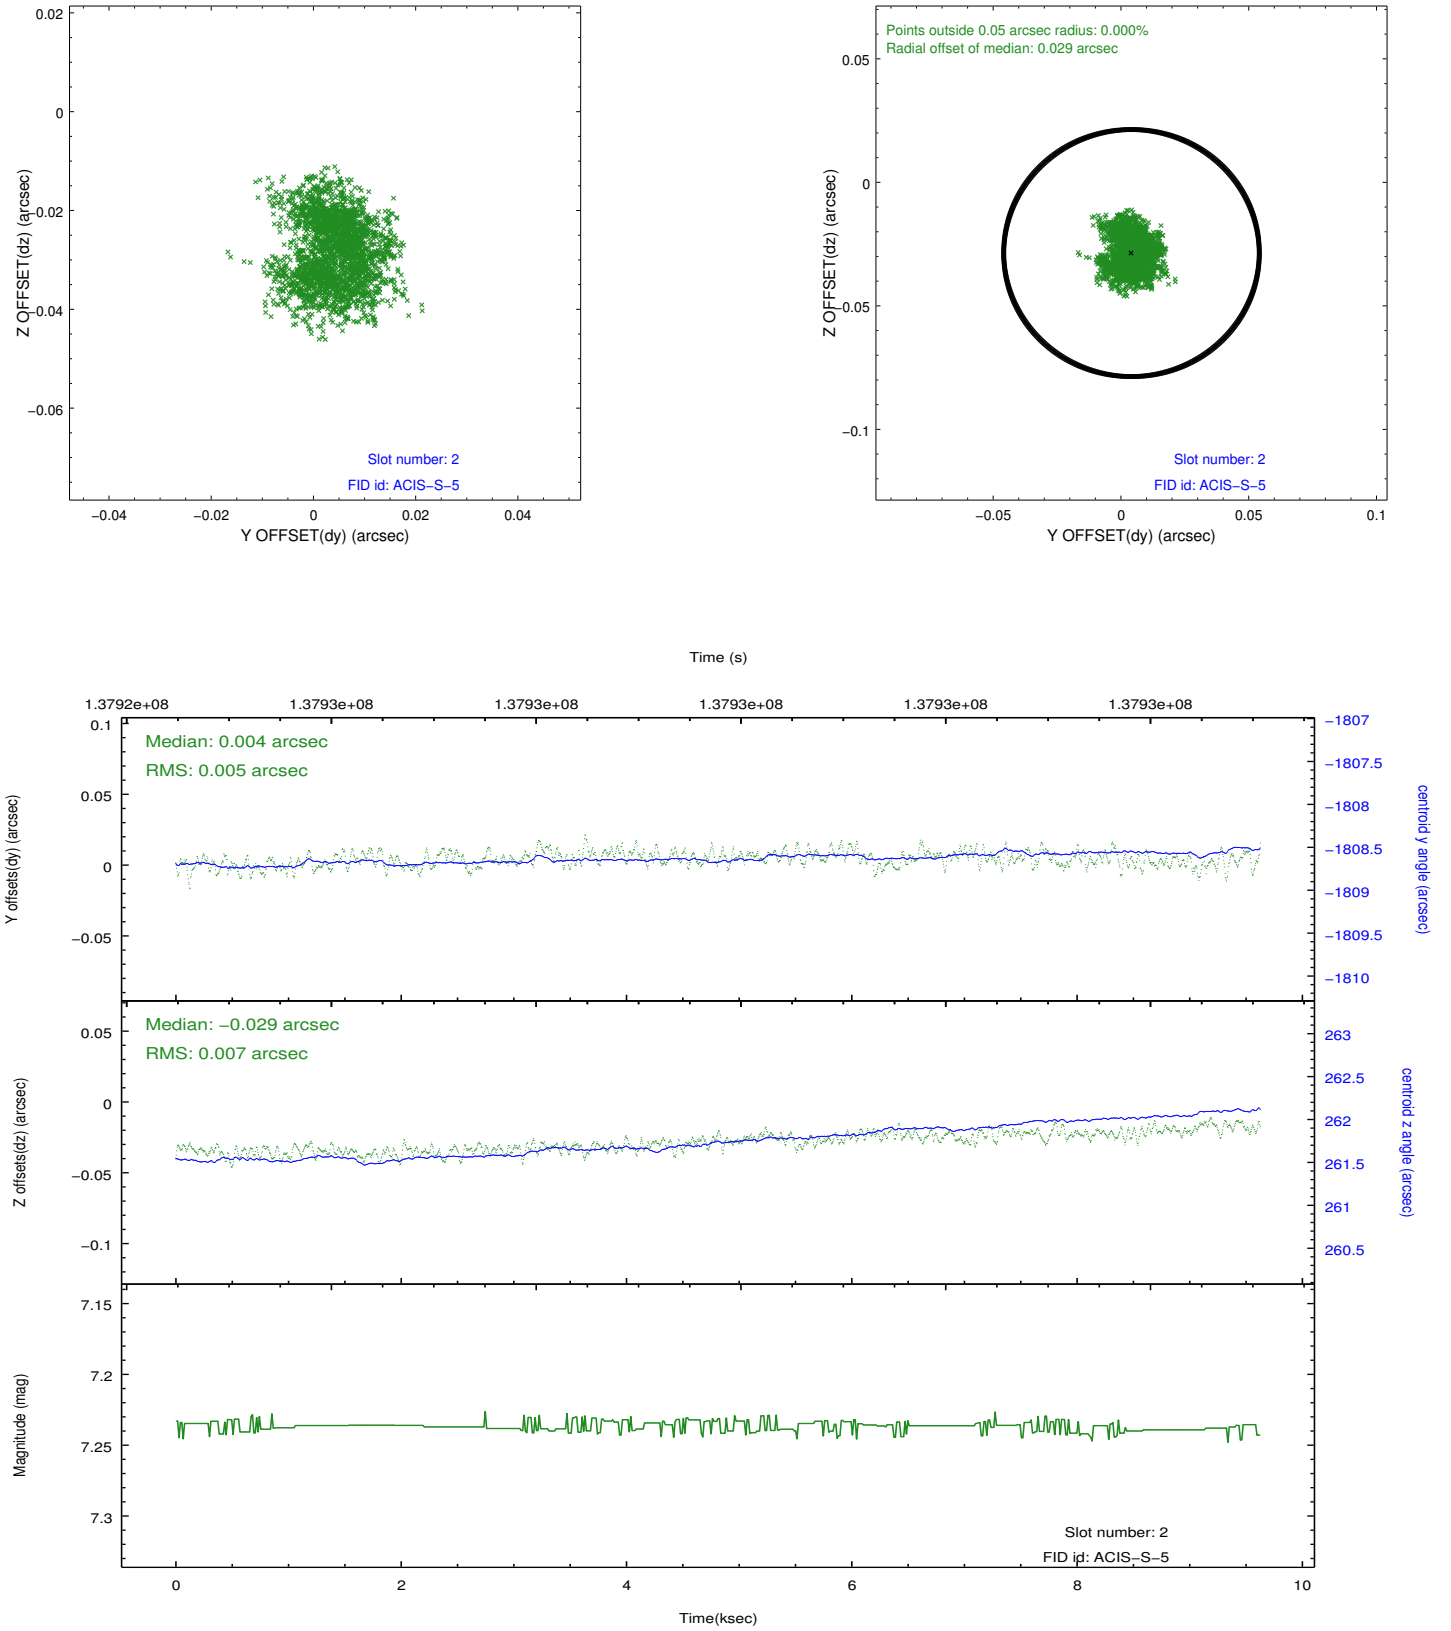 0.02
0
−0.02
−0.04
−0.06
Z OFFSET(dz) (arcsec)
−0.04
−0.02
0
0.02
0.04
Y OFFSET(dy) (arcsec)
Slot number: 2
FID id: ACIS−S−5
Points outside 0.05 arcsec radius: 0.000%
Radial offset of median: 0.029 arcsec
0.05
0
−0.05
−0.1
Z OFFSET(dz) (arcsec)
−0.05
0
0.05
0.1
Y OFFSET(dy) (arcsec)
Slot number: 2
FID id: ACIS−S−5
Time (s)
1.3792e+08
1.3793e+08
1.3793e+08
1.3793e+08
1.3793e+08
1.3793e+08
Median: 0.004 arcsec
RMS: 0.005 arcsec
0.1
0.05
0
−0.05
Y offsets(dy) (arcsec)
−1807
−1807.5
−1808
−1808.5
−1809
−1809.5
−1810
centroid y angle (arcsec)
Median: −0.029 arcsec
RMS: 0.007 arcsec
0.05
0
−0.05
−0.1
Z offsets(dz) (arcsec)
263
262.5
262
261.5
261
260.5
centroid z angle (arcsec)
7.15
7.2
7.25
7.3
Magnitude (mag)
Slot number: 2
FID id: ACIS−S−5
0
2
4
6
8
10
Time(ksec)